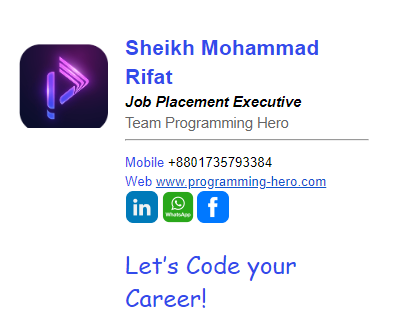 Sheikh Mohammad
Rifat
Job Placement Executive
Team Programming Hero
Mobile +8801735793384
Web www.programming-hero.com
in
WhatsApp
f
Let's Code your
Career!